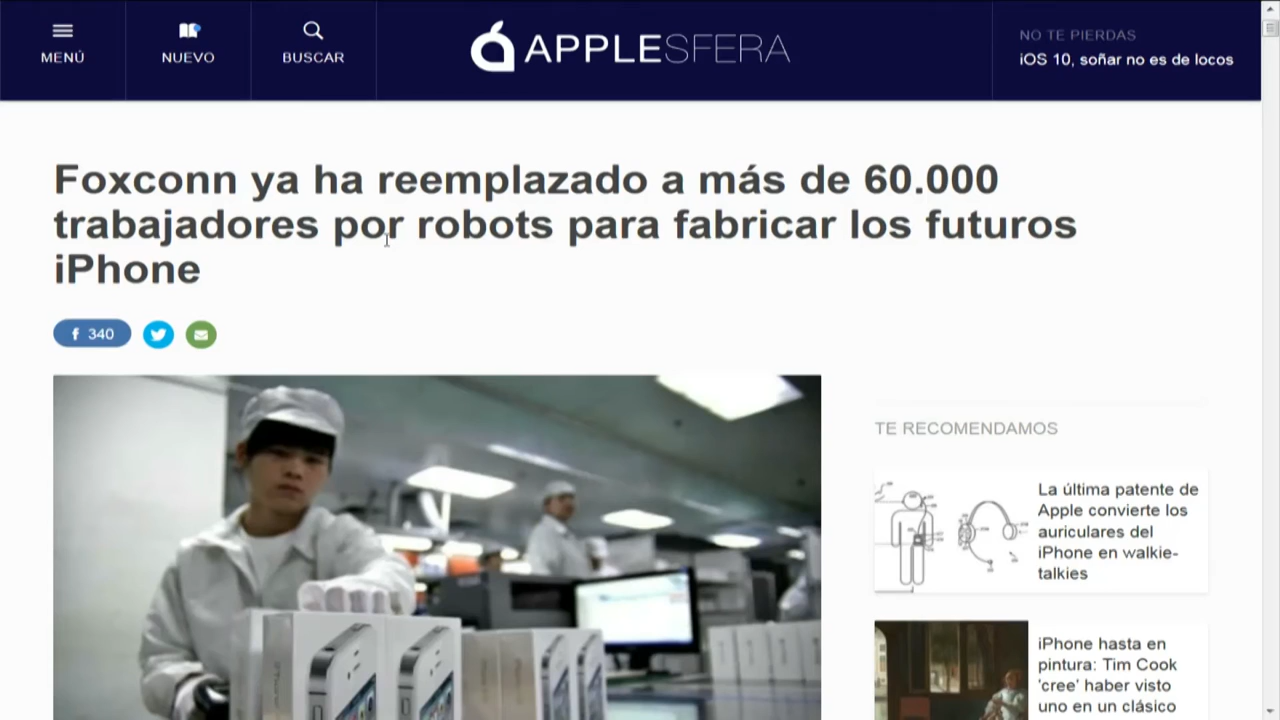 MENÚ
NUEVO
BUSCAR
APPLESFERA
NO TE PIERDAS
iOS 10, soñar no es de locos
Foxconn ya ha reemplazado a más de 60.000
trabajadores por robots para fabricar los futuros
iPhone
340
TE RECOMENDAMOS
La última patente de
Apple convierte los
auriculares del
iPhone en walkie-
talkies
iPhone hasta en
pintura: Tim Cook
'cree' haber visto
uno en un clásico